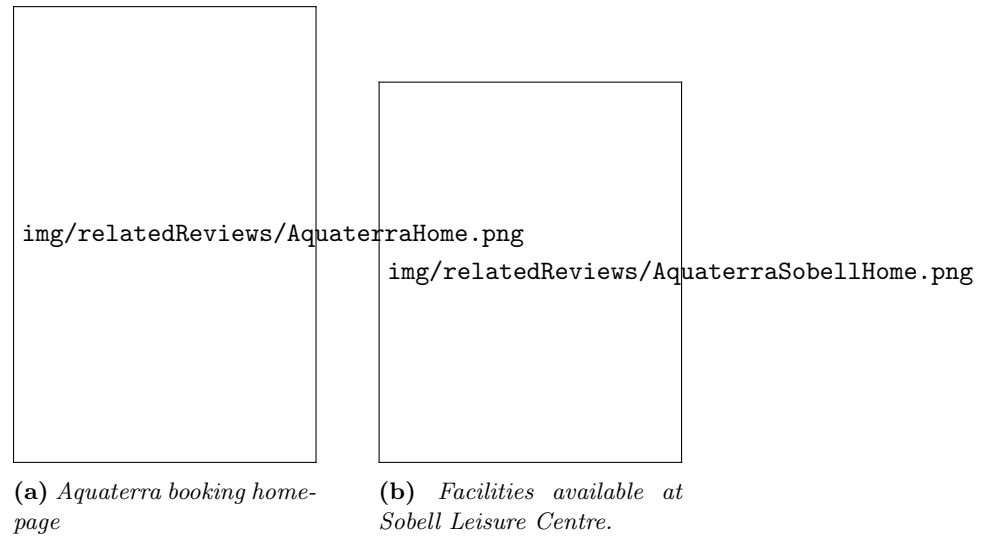 img/relatedReviews/AquaterraHome.png
img/relatedReviews/AquaterraSobellHome.png
(a) Aquaterra booking home-
page
(b) Facilities available at
Sobell Leisure Centre.